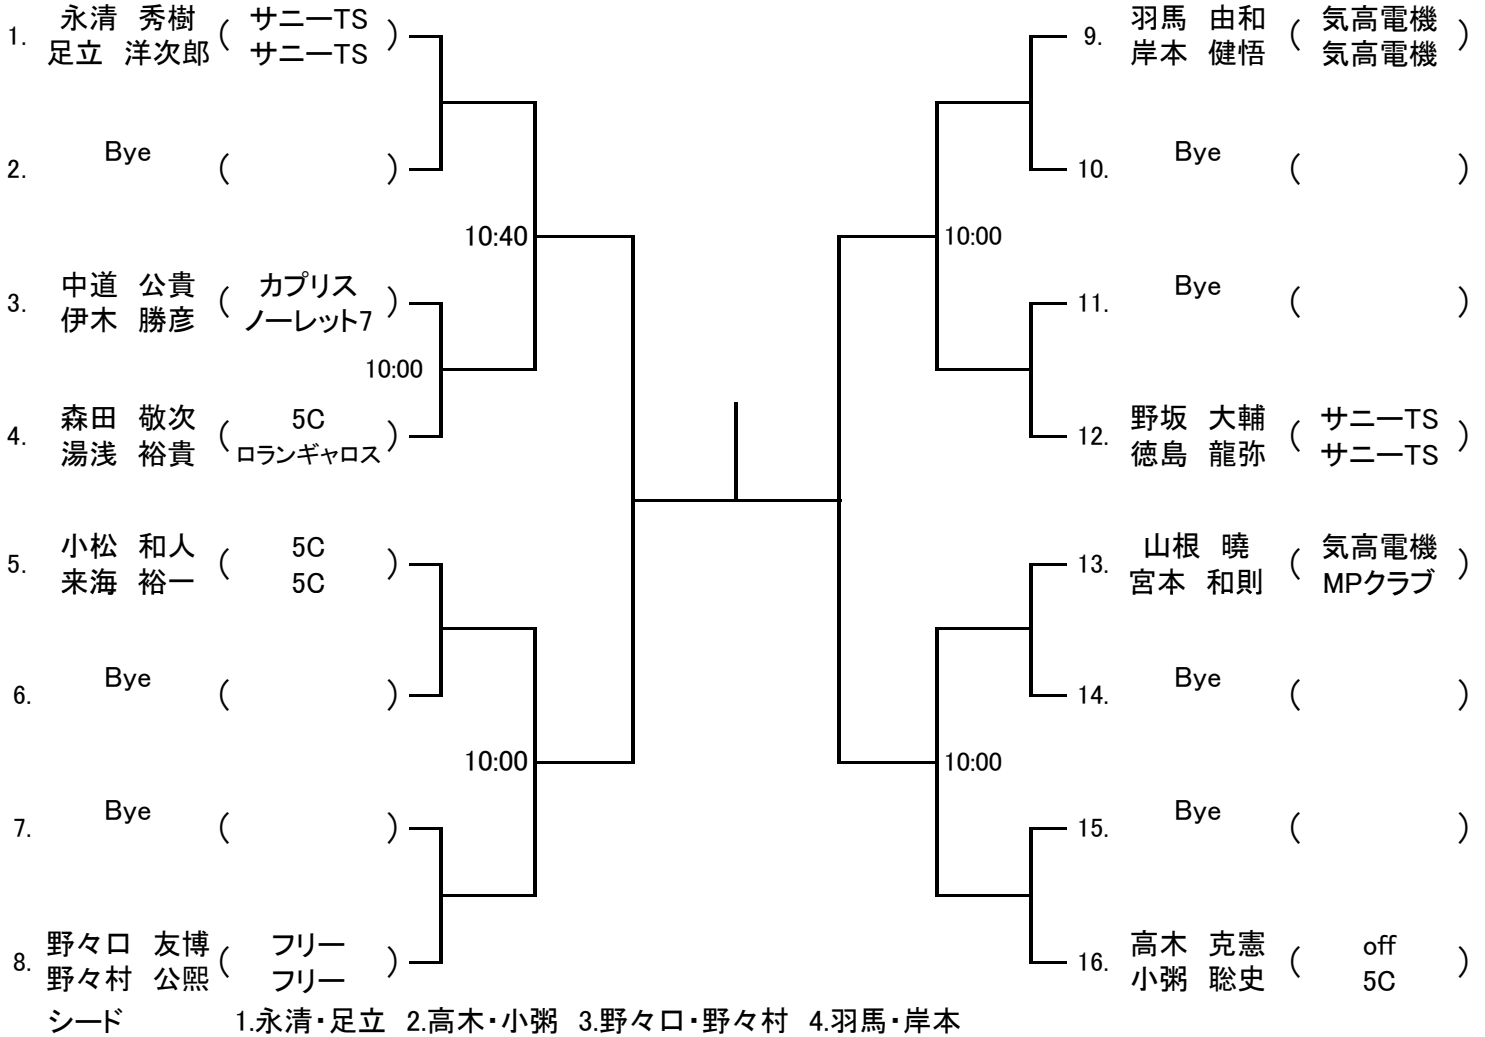 1. 永清 秀樹 ( サニーTS )
足立 洋次郎 サニーTS
2. Bye ( )
10:40
3. 中道 公貴 ( カプリス )
伊木 勝彦 ノーレット7
10:00
4. 森田 敬次 ( 5C )
湯浅 裕貴 ロランギャロス
5. 小松 和人 ( 5C )
来海 裕一 5C
6. Bye ( )
10:00
7. Bye ( )
8. 野々口 友博 ( フリー )
野々村 公熙 フリー
9. 羽馬 由和 ( 気高電機 )
岸本 健悟 気高電機
10. Bye ( )
10:00
11. Bye ( )
12. 野坂 大輔 ( サニーTS )
徳島 龍弥 サニーTS
13. 山根 曉 ( 気高電機 )
宮本 和則 MPクラブ
14. Bye ( )
10:00
15. Bye ( )
16. 高木 克憲 ( off )
小粥 聡史 5C
シード 1.永清・足立 2.高木・小粥 3.野々口・野々村 4.羽馬・岸本